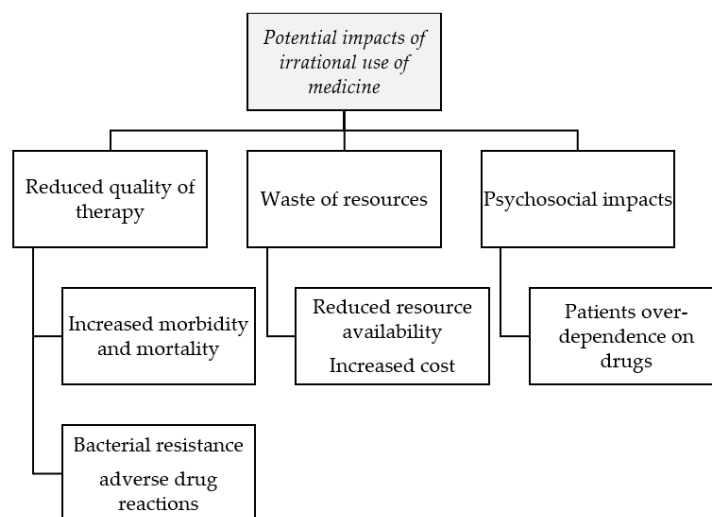 Potential impacts of
irrational use of
medicine
Reduced quality of
therapy
Waste of resources
Psychosocial impacts
Increased morbidity
and mortality
Reduced resource
availability
Increased cost
Patients over-
dependence on
drugs
Bacterial resistance
adverse drug
reactions